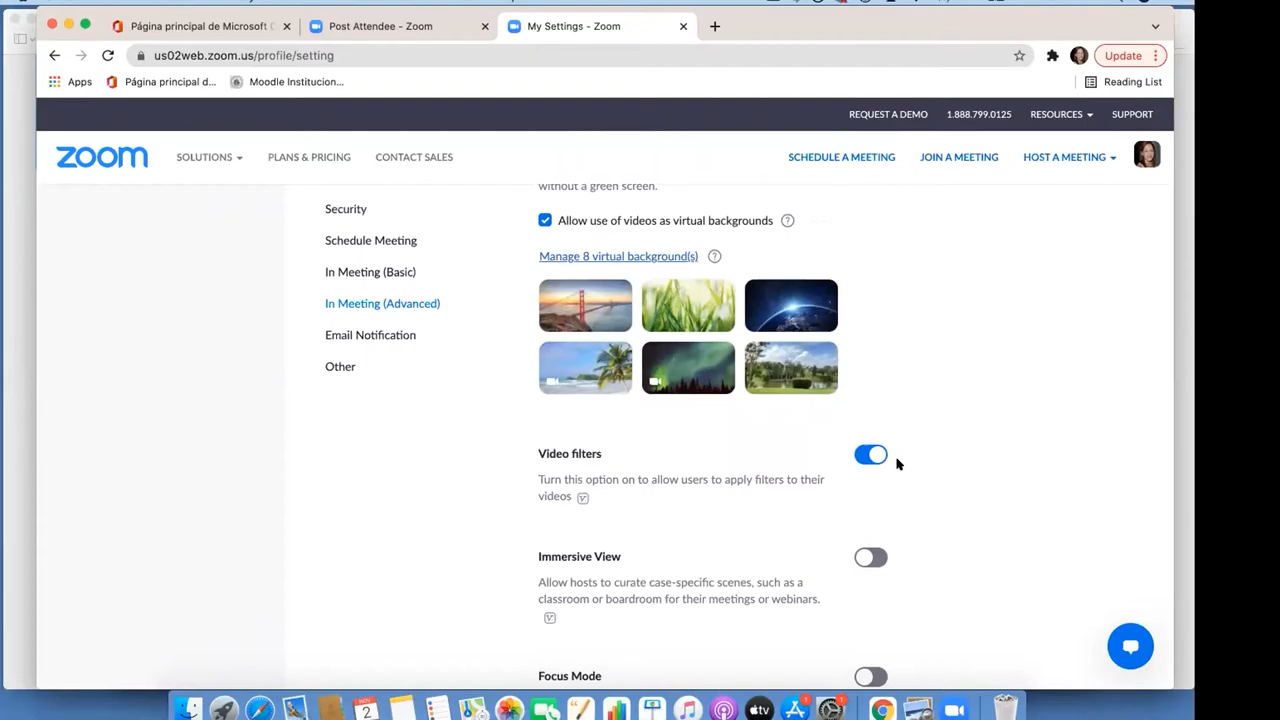 Página principal de Microsoft
Post Attendee - Zoom
My Settings - Zoom
us02web.zoom.us/profile/setting
Update
Apps
Página principal d...
Moodle Institucion...
Reading List
REQUEST A DEMO
1.888.799.0125
RESOURCES
SUPPORT
zoom
SOLUTIONS
PLANS & PRICING
CONTACT SALES
SCHEDULE A MEETING
JOIN A MEETING
HOST A MEETING
without a green screen.
Security
Allow use of videos as virtual backgrounds
Schedule Meeting
Manage 8 virtual background(s)
In Meeting (Basic)
In Meeting (Advanced)
Email Notification
Other
Video filters
Turn this option on to allow users to apply filters to their
videos
Immersive View
Allow hosts to curate case-specific scenes, such as a
classroom or boardroom for their meetings or webinars.
Focus Mode
NOV
2
tv
1
1